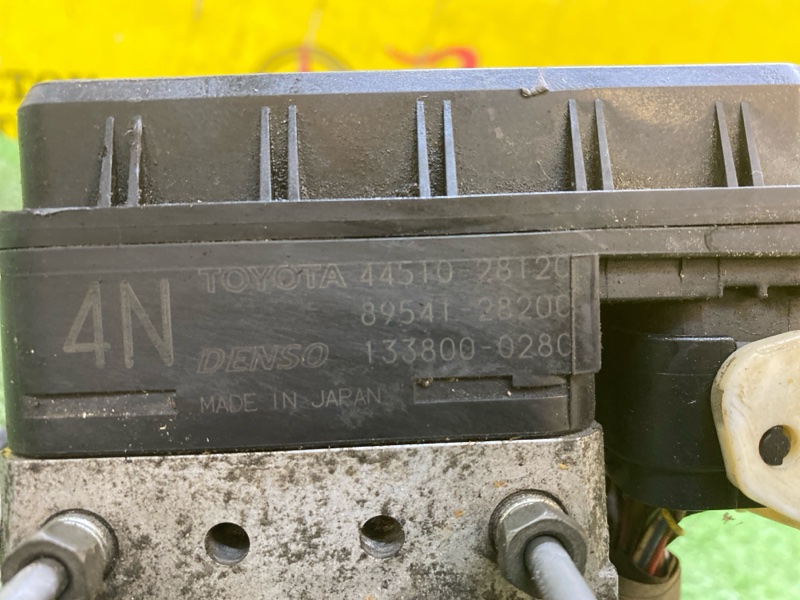 4N
TOYOTA 44510-28120
89541-28200
DENSO 133800-0280
MADE IN JAPAN